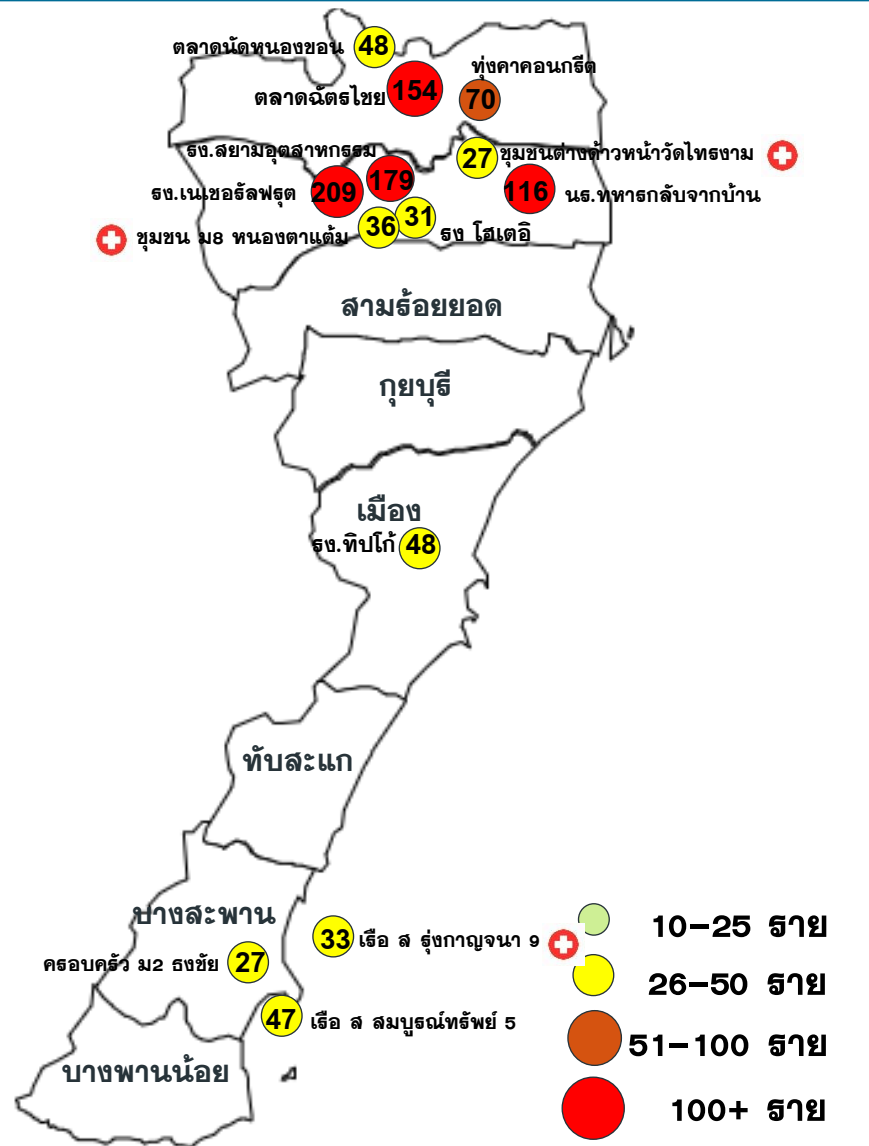 ตลาดนัดหนองขอน 48
ทุ่งคาคอนกรีต
ตลาดฉัตรไชย 154
70
รง.สยามอุตสาหกรรม
179
27 ชุมชนต่างด้าวหน้าวัดไทรงาม
รง.เนเชอรัลฟรุต 209
116 นร.ทหารกลับจากบ้าน
ชุมชน ม8 หนองตาแต้ม 36
31 รง โฮเตอิ
สามร้อยยอด
กุยบุรี
เมือง
รง.ทิปโก้ 48
ทับสะแก
บางสะพาน
33 เรือ ส รุ่งกาญจนา 9
ครอบครัว ม2 ธงชัย 27
47 เรือ ส สมบูรณ์ทรัพย์ 5
บางพานน้อย
10-25 ราย
26-50 ราย
51-100 ราย
100+ ราย